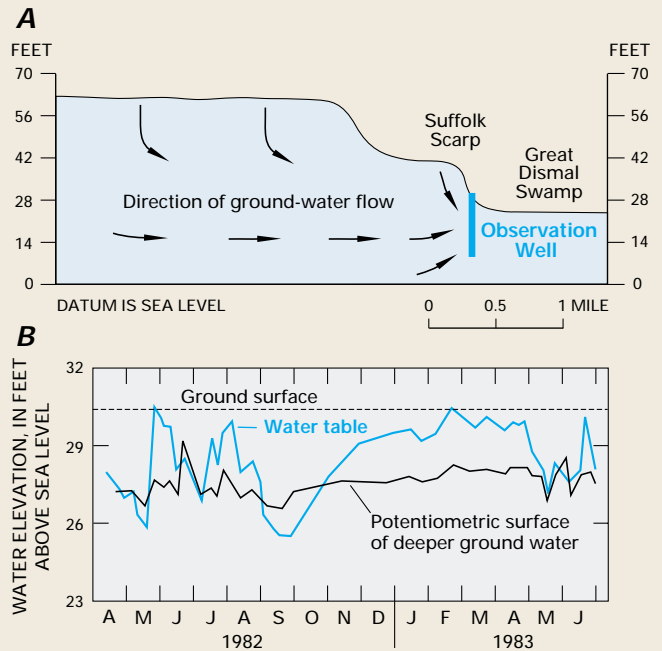 A
FEET
FEET
70
56
42
28
14
0
70
56
42
28
14
0
Suffolk
Scarp
Great
Dismal
Swamp
Direction of ground-water flow
Observation
Well
DATUM IS SEA LEVEL
0 0.5 1 MILE
B
WATER ELEVATION, IN FEET
ABOVE SEA LEVEL
32
29
26
23
Ground surface
Water table
Potentiometric surface
of deeper ground water
A M J J A S O N D J F M A M J
1982 1983